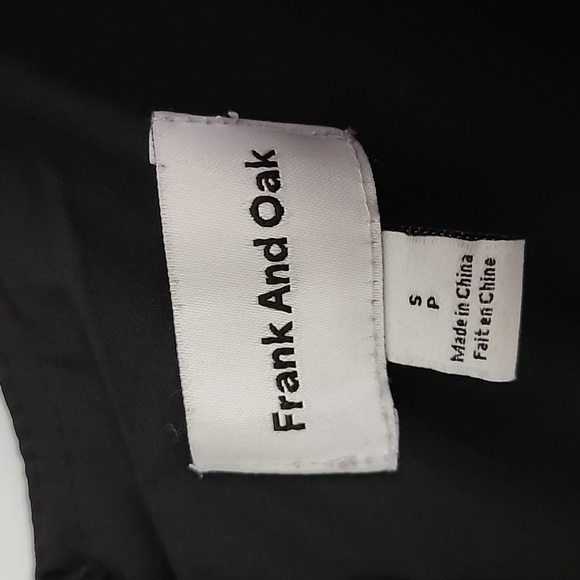 Frank And Oak
S
P
Made in China
Fait en Chine